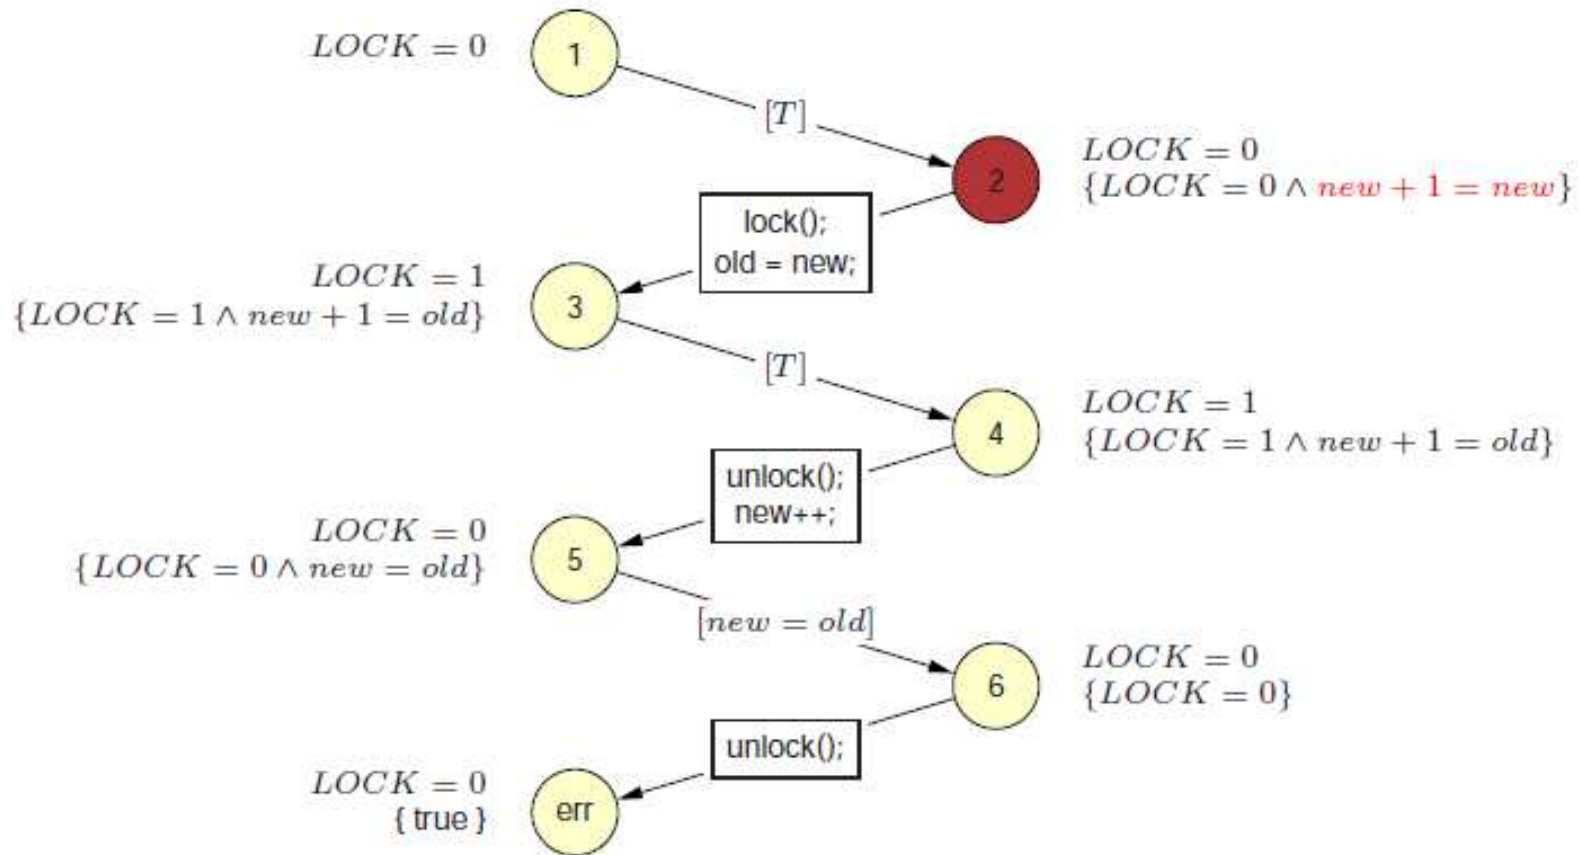 LOCK = 0
1
[T]
2
LOCK = 0
{LOCK = 0 ∧ new + 1 = new}
lock();
old = new;
LOCK = 1
{LOCK = 1 ∧ new + 1 = old}
3
[T]
4
LOCK = 1
{LOCK = 1 ∧ new + 1 = old}
unlock();
new++;
LOCK = 0
{LOCK = 0 ∧ new = old}
5
[new = old]
6
LOCK = 0
{LOCK = 0}
unlock();
LOCK = 0
{ true }
err